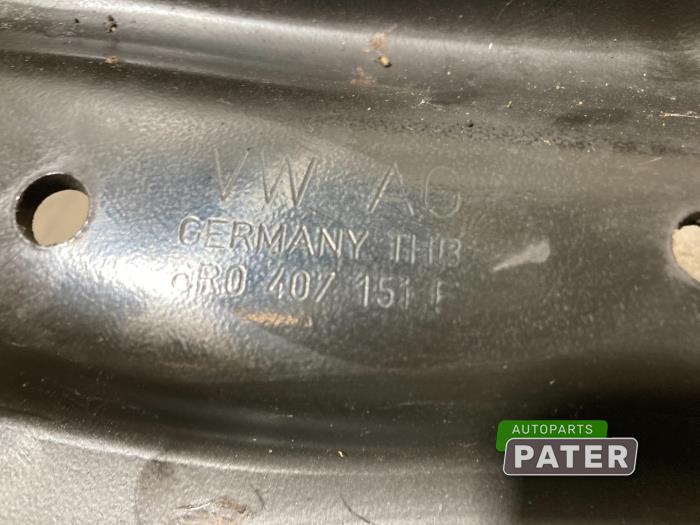 VW AG
GERMANY THB
6R0 407 151 F
AUTOPARTS
PATER